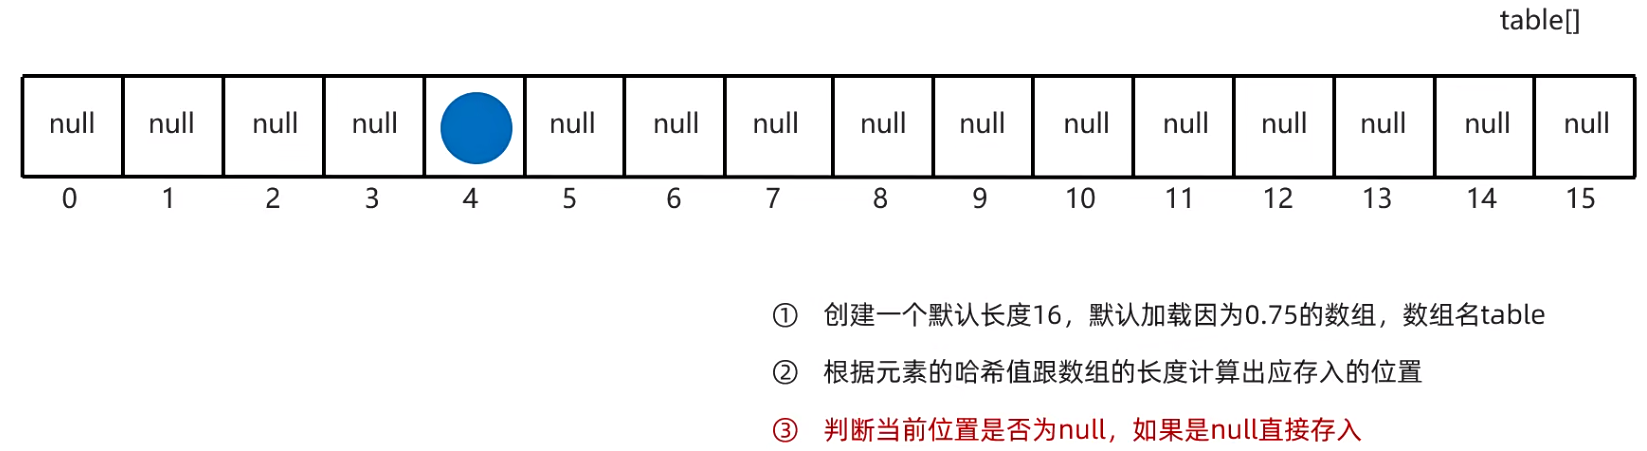 table[]
null null null null null null null null null null null null null null null
0 1 2 3 4 5 6 7 8 9 10 11 12 13 14 15
① 创建一个默认长度16，默认加载因为0.75的数组，数组名table
② 根据元素的哈希值跟数组的长度计算出应存入的位置
③ 判断当前位置是否为null，如果是null直接存入